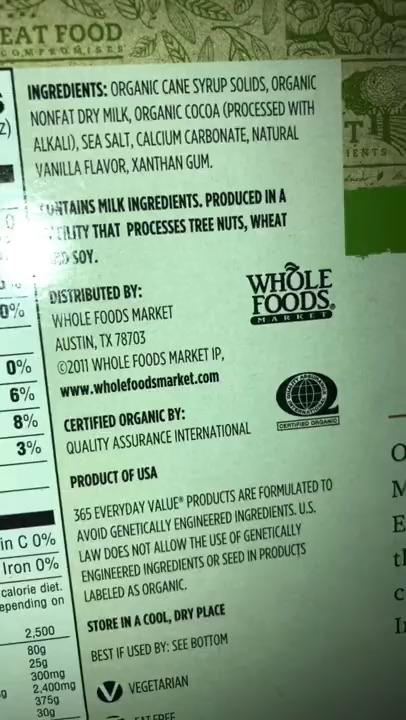 EAT FOOD
COMPROMISES
INGREDIENTS: ORGANIC CANE SYRUP SOLIDS, ORGANIC
NONFAT DRY MILK, ORGANIC COCOA (PROCESSED WITH
ALKALI), SEA SALT, CALCIUM CARBONATE, NATURAL
VANILLA FLAVOR, XANTHAN GUM.
CONTAINS MILK INGREDIENTS. PRODUCED IN A
THAT PROCESSES TREE NUTS, WHEAT
SOY.
DISTRIBUTED BY:
WHOLE FOODS MARKET
AUSTIN, TX 78703
©2011 WHOLE FOODS MARKET IP,
www.wholefoodsmarket.com
WHOLE
FOODS®
MARKET
CERTIFIED ORGANIC BY:
QUALITY ASSURANCE INTERNATIONAL
CERTIFIED ORGANIC
PRODUCT OF USA
365 EVERYDAY VALUE® PRODUCTS ARE FORMULATED TO
AVOID GENETICALLY ENGINEERED INGREDIENTS. U.S.
LAW DOES NOT ALLOW THE USE OF GENETICALLY
ENGINEERED INGREDIENTS OR SEED IN PRODUCTS
LABELED AS ORGANIC.
STORE IN A COOL, DRY PLACE
BEST IF USED BY: SEE BOTTOM
VEGETARIAN
FAT FREE
0%
0%
6%
8%
3%
in C 0%
Iron 0%
calorie diet.
epending on
2,500
80g
25g
300mg
2,400mg
375g
30g